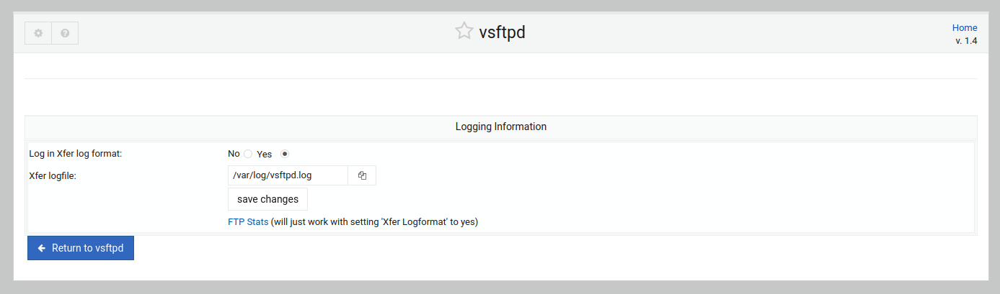 vsftpd
Home
v. 1.4
Logging Information
Log in Xfer log format: No Yes
Xfer logfile: /var/log/vsftpd.log
save changes
FTP Stats (will just work with setting 'Xfer Logformat' to yes)
Return to vsftpd